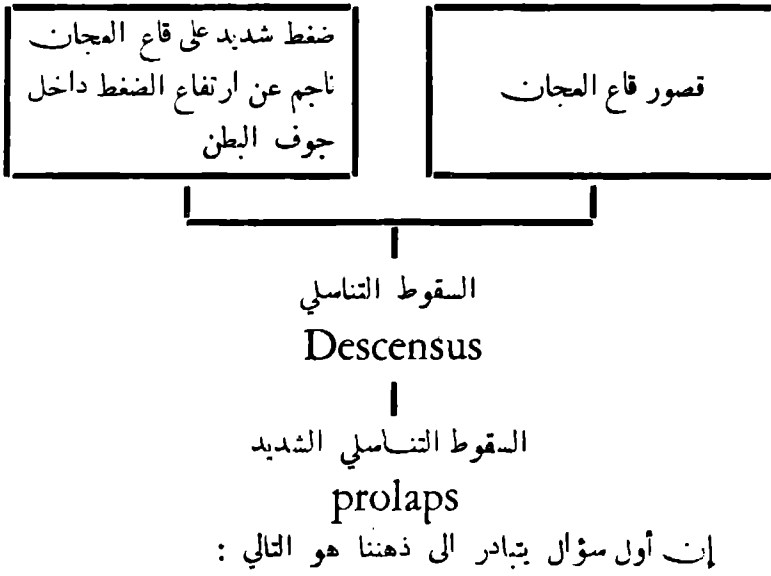 ضغط شديد على قاع العجان
ناجم عن ارتفاع الضغط داخل
جوف البطن
قصور قاع العجان
السقوط التناسلي
Descensus
السقوط التناسلي الشديد
prolaps
إن أول سؤال يتبادر الى ذهننا هو التالي :